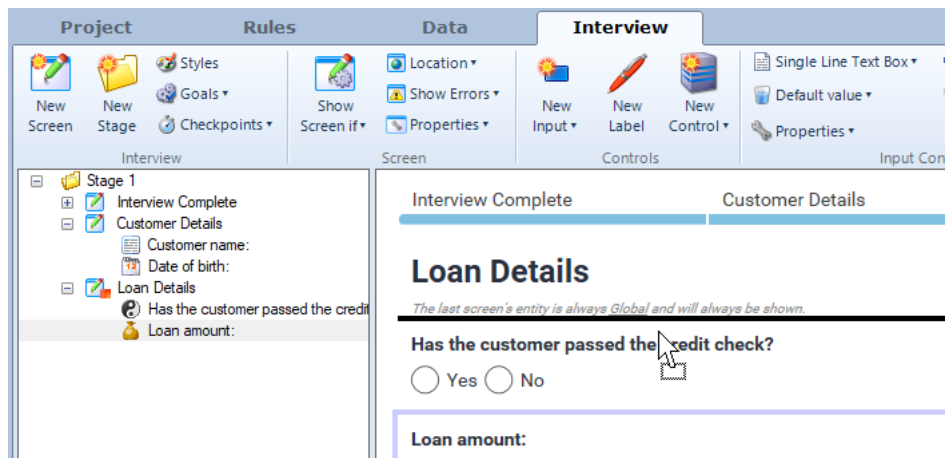 Project Rules Data Interview
New Screen
New Stage
Styles
Goals
Checkpoints
Interview
Show Screen if
Location
Show Errors
Properties
Screen
New Input
New Label
New Control
Controls
Single Line Text Box
Default value
Properties
Input Con
Stage 1
Interview Complete
Customer Details
Customer name:
Date of birth:
Loan Details
Has the customer passed the credit
Loan amount:
Interview Complete Customer Details
Loan Details
The last screen's entity is always Global and will always be shown.
Has the customer passed the credit check?
Yes No
Loan amount: